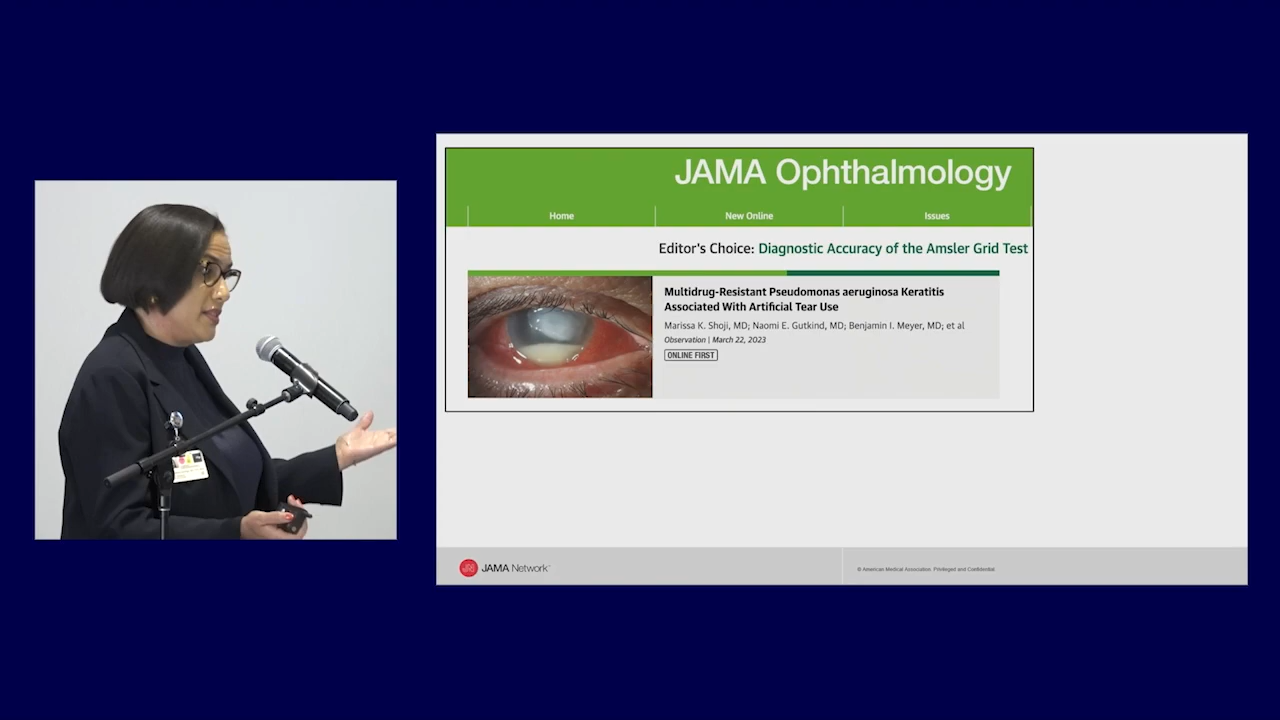 JAMA Ophthalmology
Home New Online Issues
Editor's Choice: Diagnostic Accuracy of the Amsler Grid Test
Multidrug-Resistant Pseudomonas aeruginosa Keratitis
Associated With Artificial Tear Use
Marissa K. Shoji, MD; Naomi E. Gutkind, MD; Benjamin I. Meyer, MD; et al
Observation | March 22, 2023
ONLINE FIRST
JAMA Network™
© American Medical Association. Privileged and Confidential